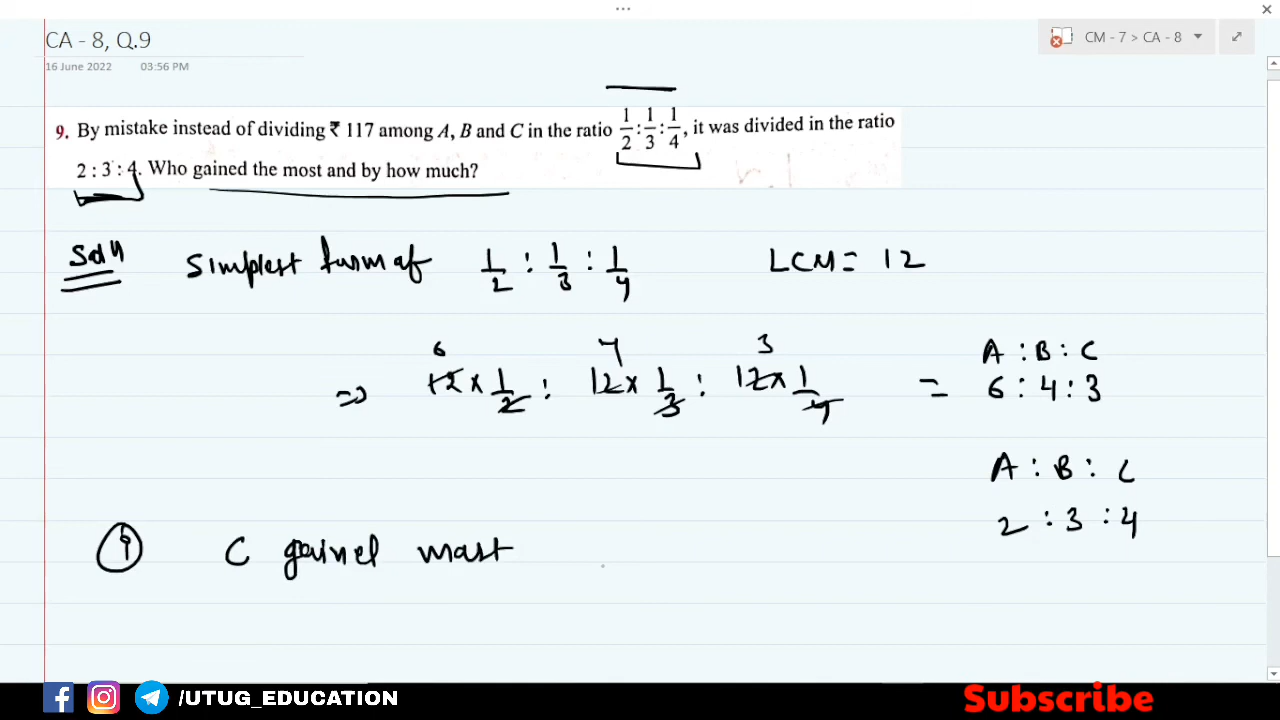 CA - 8, Q.9
16 June 2022 03:56 PM
CM - 7 > CA - 8
9. By mistake instead of dividing ₹ 117 among A, B and C in the ratio 1/2 : 1/3 : 1/4, it was divided in the ratio
2 : 3 : 4. Who gained the most and by how much?
Soln Simplest form of 1/2 : 1/3 : 1/4 LCM = 12
6 4 3 A : B : C
=> 12 × 1/2 : 12 × 1/3 : 12 × 1/4 = 6 : 4 : 3
A : B : C
2 : 3 : 4
C gained most
/UTUG_EDUCATION
Subscribe